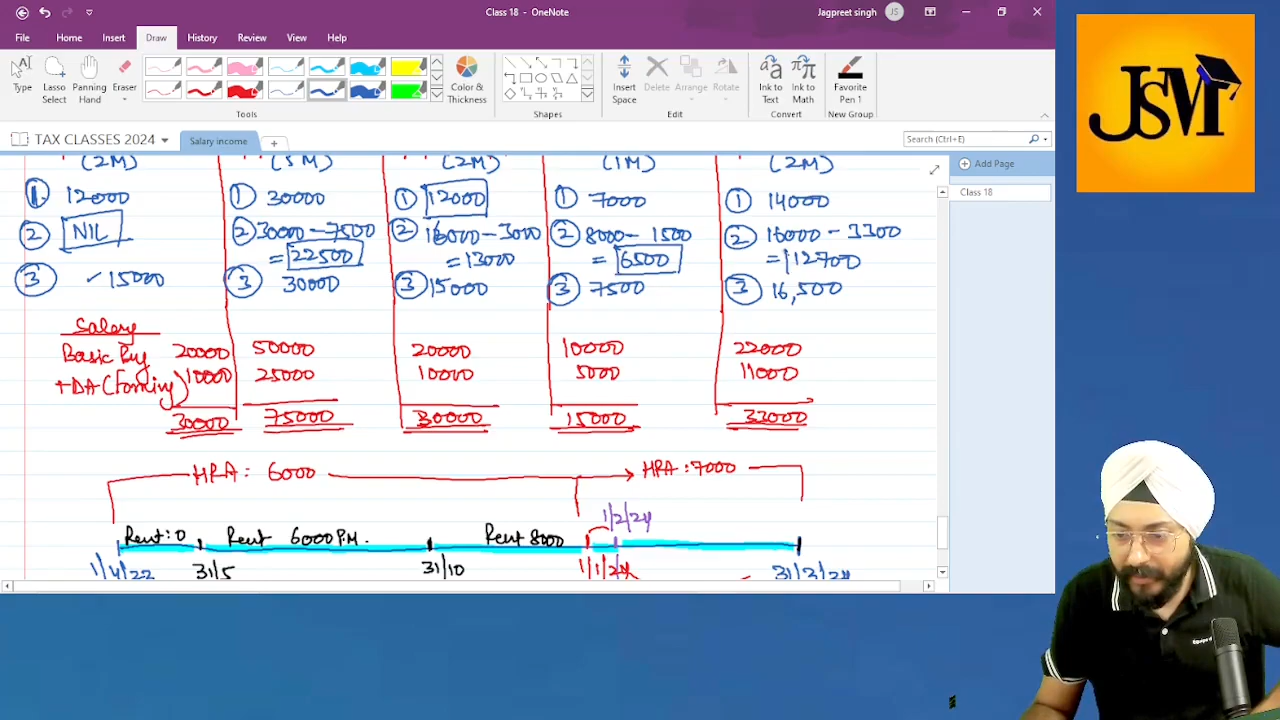 Class 18 - OneNote
Jagpreet singh
JS
File
Home
Insert
Draw
History
Review
View
Help
Type
Lasso Select
Panning Hand
Eraser
Color & Thickness
Insert Space
Delete
Arrange
Rotate
Ink to Text
Ink to Math
Favorite Pen 1
Tools
Shapes
Edit
Convert
New Group
TAX CLASSES 2024
Salary income
Search (Ctrl+E)
Add Page
Class 18
JSM
(2M) (5M) (2M) (1M) (2M)
① 12000 ① 30000 ① 12000 ① 7000 ① 14000
② NIL ② 30000-7500 ② 16000-3000 ② 8000-1500 ② 16000-3300
= 22500 = 13000 = 6500 = 12700
③ 15000 ③ 30000 ③ 15000 ③ 7500 ③ 16,500
Salary
Basic 20000 50000 20000 10000 22000
+DA (Forming) 10000 25000 10000 5000 11000
30000 75000 30000 15000 33000
HRA: 6000 HRA:7000
1/2/24
Rent:0 Rent 6000 PM. Rent 8000
31/5 31/10 1/1/24 31/3/24